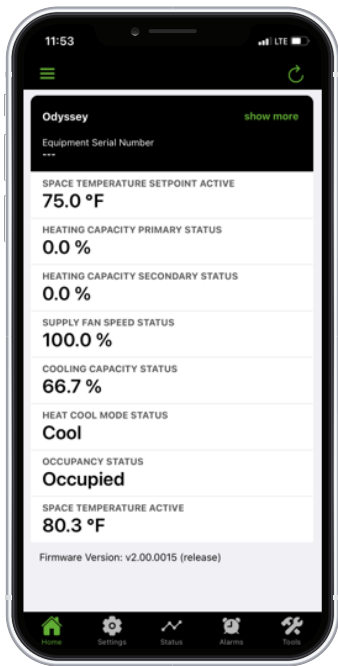 11:53
LTE
Odyssey
show more
Equipment Serial Number
---
SPACE TEMPERATURE SETPOINT ACTIVE
75.0 °F
HEATING CAPACITY PRIMARY STATUS
0.0 %
HEATING CAPACITY SECONDARY STATUS
0.0 %
SUPPLY FAN SPEED STATUS
100.0 %
COOLING CAPACITY STATUS
66.7 %
HEAT COOL MODE STATUS
Cool
OCCUPANCY STATUS
Occupied
SPACE TEMPERATURE ACTIVE
80.3 °F
Firmware Version: v2.00.0015 (release)
Home
Settings
Status
Alarms
Tools